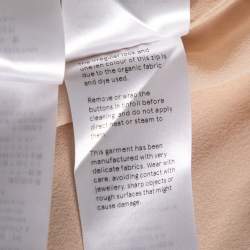 The irregular look and
uneven colour of this tip is
due to the organic fabric
and dye used.
Remove or wrap the
buttons in tinfoil before
cleaning and do not apply
direct heat or steam to
them.
This garment has been
manufactured with very
delicate fabrics. Wear with
care, avoiding contact with
jewellery, sharp objects or
rough surfaces that might
cause damage.